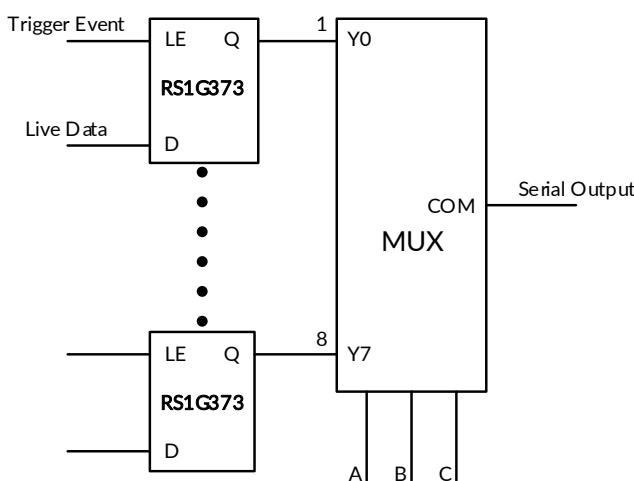 Trigger Event
LE Q
1
Y0
RS1G373
Live Data
D
Serial Output
COM
MUX
LE Q
8
Y7
RS1G373
D
A B C